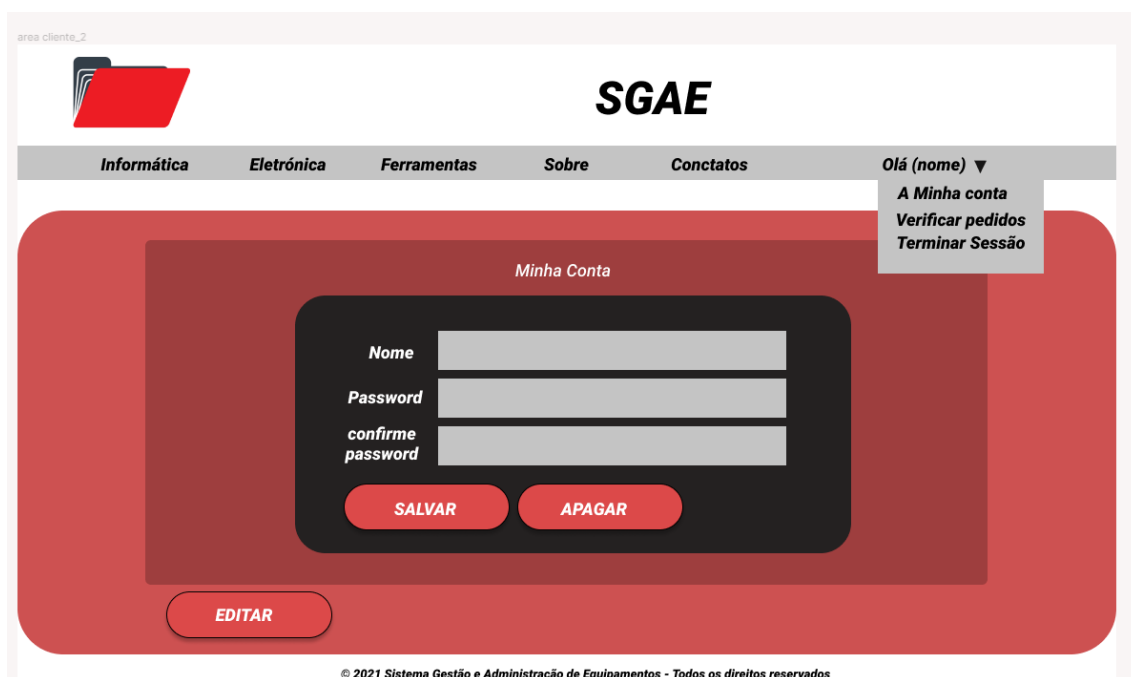 area cliente_2
SGAE
Informática Eletrónica Ferramentas Sobre Conctatos Olá (nome) ▼
A Minha conta
Verificar pedidos
Terminar Sessão
Minha Conta
Nome
Password
confirme
password
SALVAR APAGAR
EDITAR
© 2021 Sistema Gestão e Administração de Equipamentos - Todos os direitos reservados